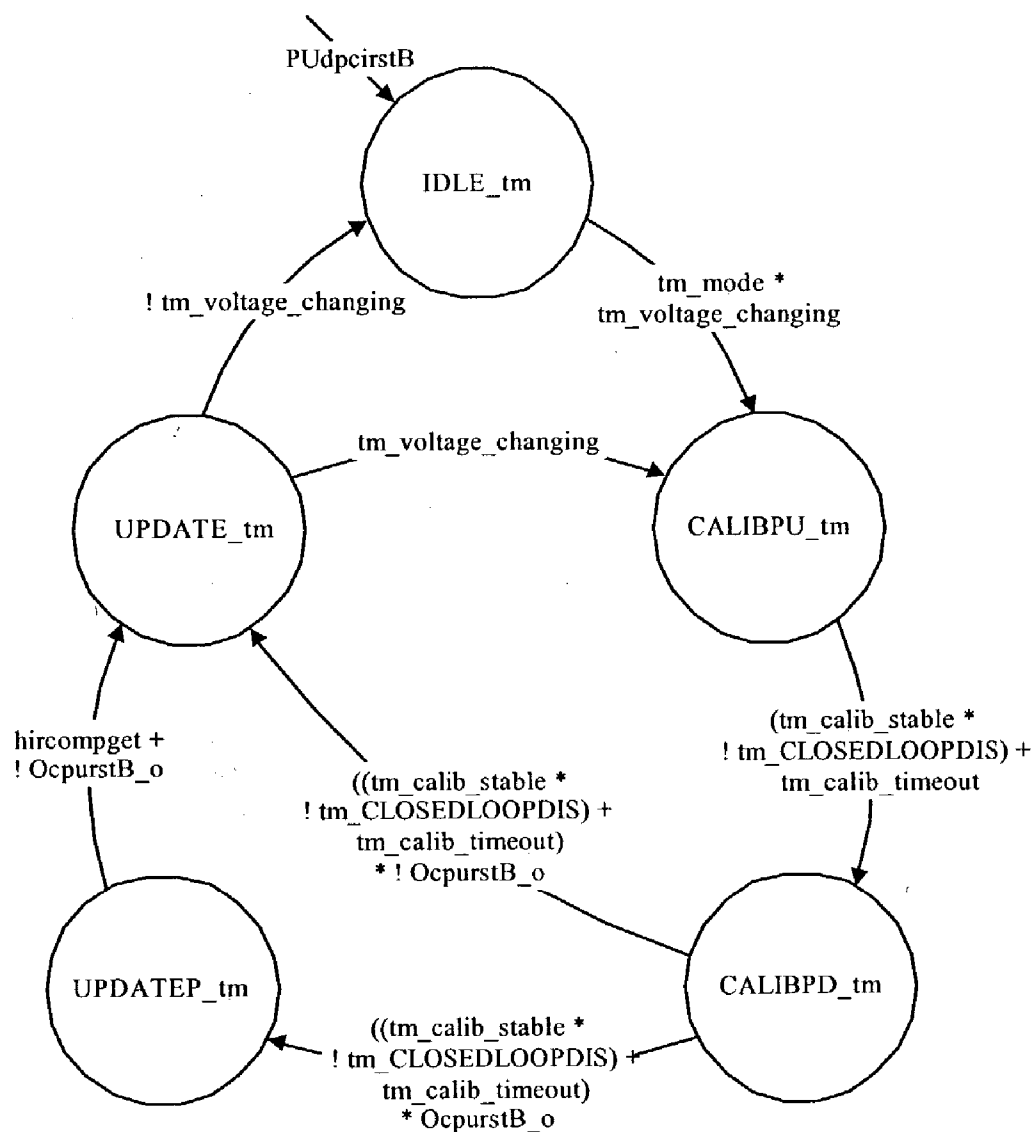 PUdpcirstB
IDLE_tm
! tm_voltage_changing
tm_mode *
tm_voltage_changing
tm_voltage_changing
UPDATE_tm
CALIBPU_tm
hircompget +
! OcpurstB_o
(tm_calib_stable *
! tm_CLOSEDLOOPDIS) +
tm_calib_timeout
((tm_calib_stable *
! tm_CLOSEDLOOPDIS) +
tm_calib_timeout)
* ! OcpurstB_o
UPDATEP_tm
CALIBPD_tm
((tm_calib_stable *
! tm_CLOSEDLOOPDIS) +
tm_calib_timeout)
* OcpurstB_o